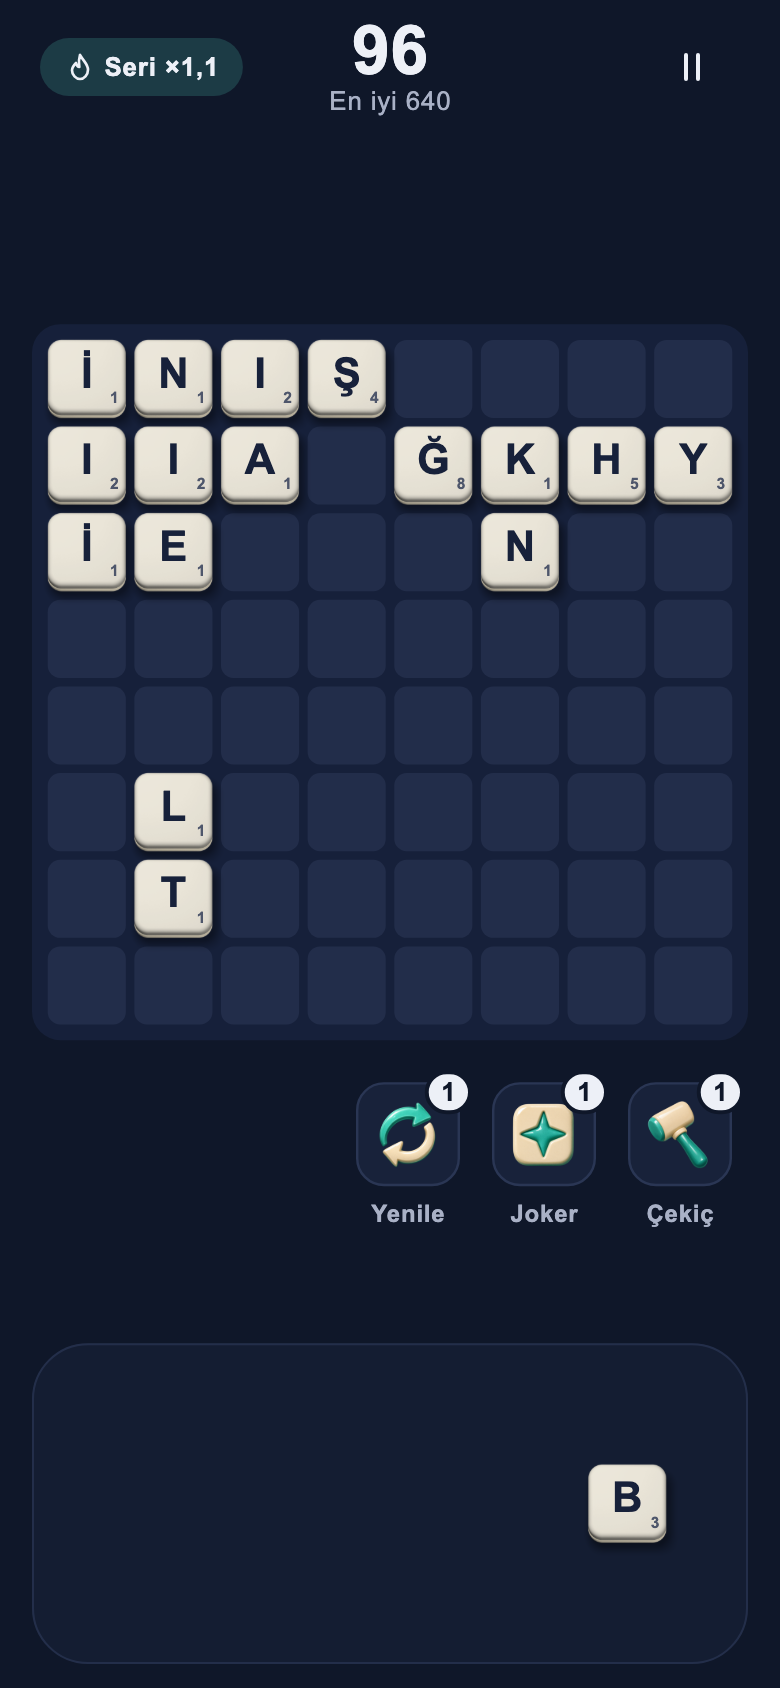 Seri ×1,1
96
En iyi 640
İ1 N1 I2 Ş4
I2 I2 A1 Ğ8 K1 H5 Y3
İ1 E1 N1
L1
T1
1 1 1
Yenile Joker Çekiç
B3